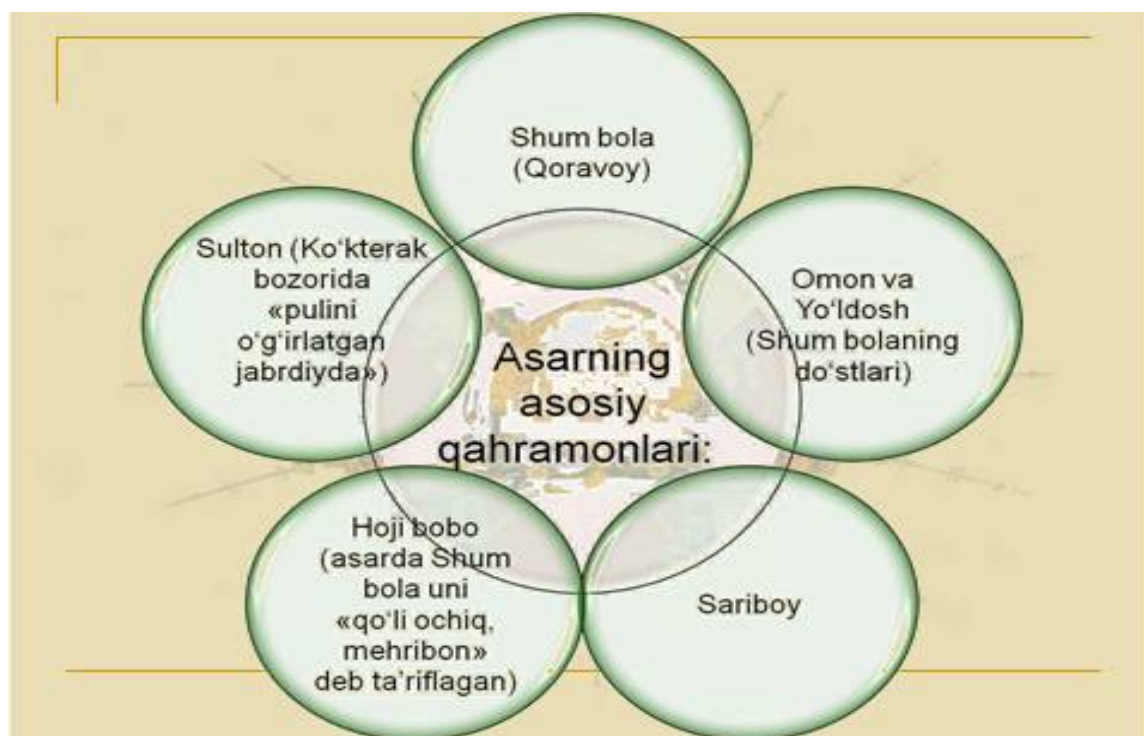 Shum bola
(Qoravoy)
Sulton (Ko‘kterak
bozorida
«pulini
o‘g‘irlatgan
jabrdiyda»)
Omon va
Yo‘ldosh
(Shum bolaning
do‘stlari)
Asarning
asosiy
qahramonlari:
Hoji bobo
(asarda Shum
bola uni
«qo‘li ochiq,
mehribon»
deb ta’riflagan)
Sariboy